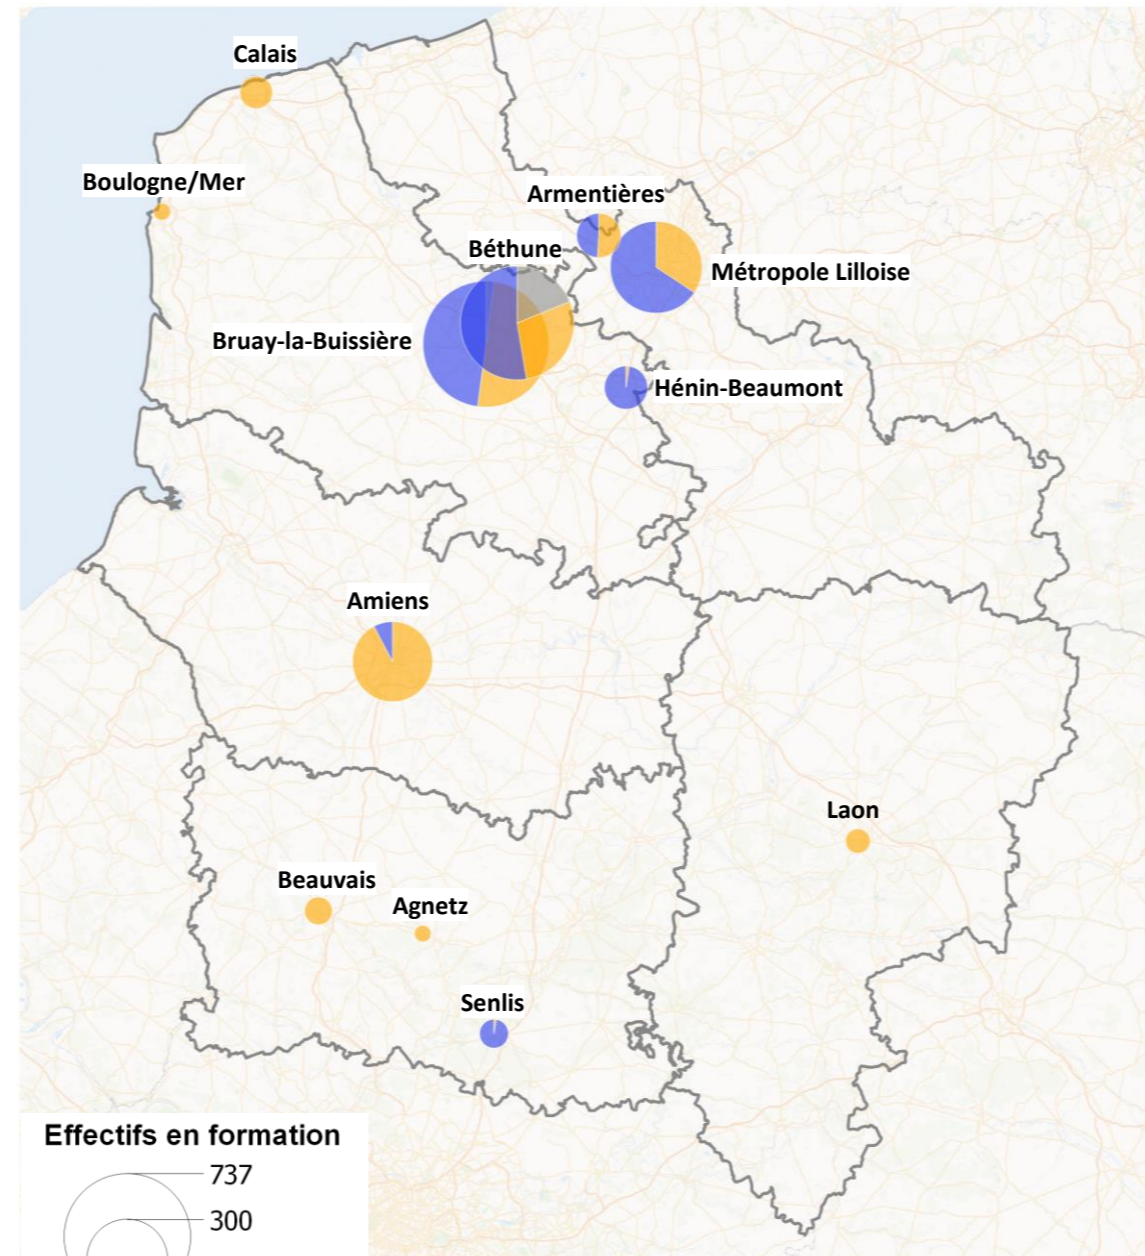 Calais
Boulogne/Mer
Armentières
Béthune
Métropole Lilloise
Bruay-la-Buissière
Hénin-Beaumont
Amiens
Laon
Beauvais
Agnetz
Senlis
Effectifs en formation
737
300